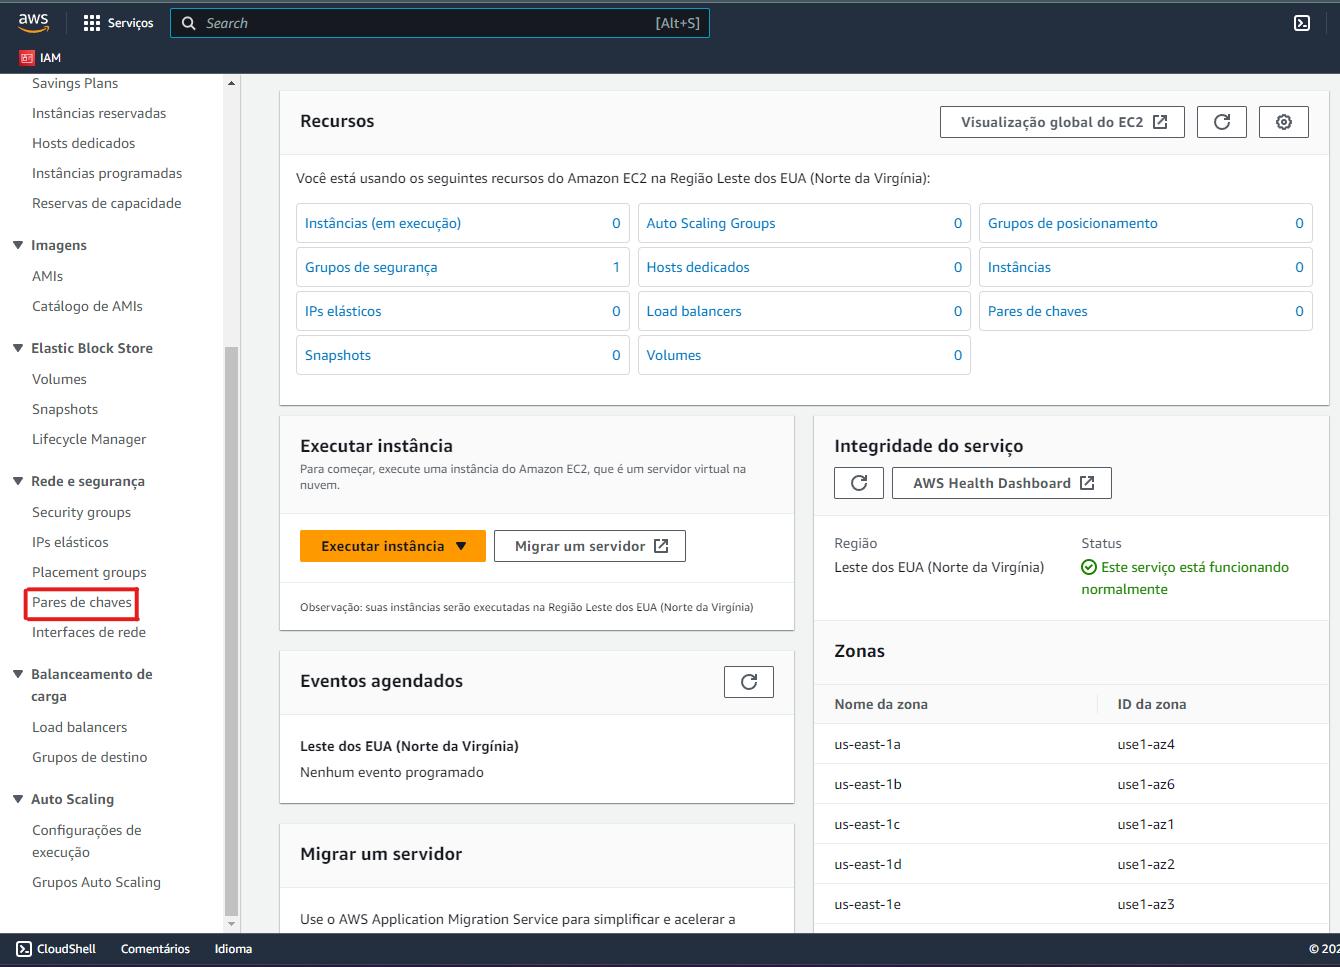 aws
Serviços
Search
[Alt+S]
IAM
Savings Plans
Instâncias reservadas
Hosts dedicados
Instâncias programadas
Reservas de capacidade
Imagens
AMIs
Catálogo de AMIs
Elastic Block Store
Volumes
Snapshots
Lifecycle Manager
Rede e segurança
Security groups
IPs elásticos
Placement groups
Pares de chaves
Interfaces de rede
Balanceamento de
carga
Load balancers
Grupos de destino
Auto Scaling
Configurações de
execução
Grupos Auto Scaling
Recursos
Visualização global do EC2
Você está usando os seguintes recursos do Amazon EC2 na Região Leste dos EUA (Norte da Virgínia):
Instâncias (em execução) 0
Auto Scaling Groups 0
Grupos de posicionamento 0
Grupos de segurança 1
Hosts dedicados 0
Instâncias 0
IPs elásticos 0
Load balancers 0
Pares de chaves 0
Snapshots 0
Volumes 0
Executar instância
Para começar, execute uma instância do Amazon EC2, que é um servidor virtual na
nuvem.
Executar instância
Migrar um servidor
Observação: suas instâncias serão executadas na Região Leste dos EUA (Norte da Virgínia)
Eventos agendados
Leste dos EUA (Norte da Virgínia)
Nenhum evento programado
Migrar um servidor
Use o AWS Application Migration Service para simplificar e acelerar a
Integridade do serviço
AWS Health Dashboard
Região
Leste dos EUA (Norte da Virgínia)
Status
Este serviço está funcionando
normalmente
Zonas
Nome da zona ID da zona
us-east-1a use1-az4
us-east-1b use1-az6
us-east-1c use1-az1
us-east-1d use1-az2
us-east-1e use1-az3
CloudShell
Comentários
Idioma
© 202